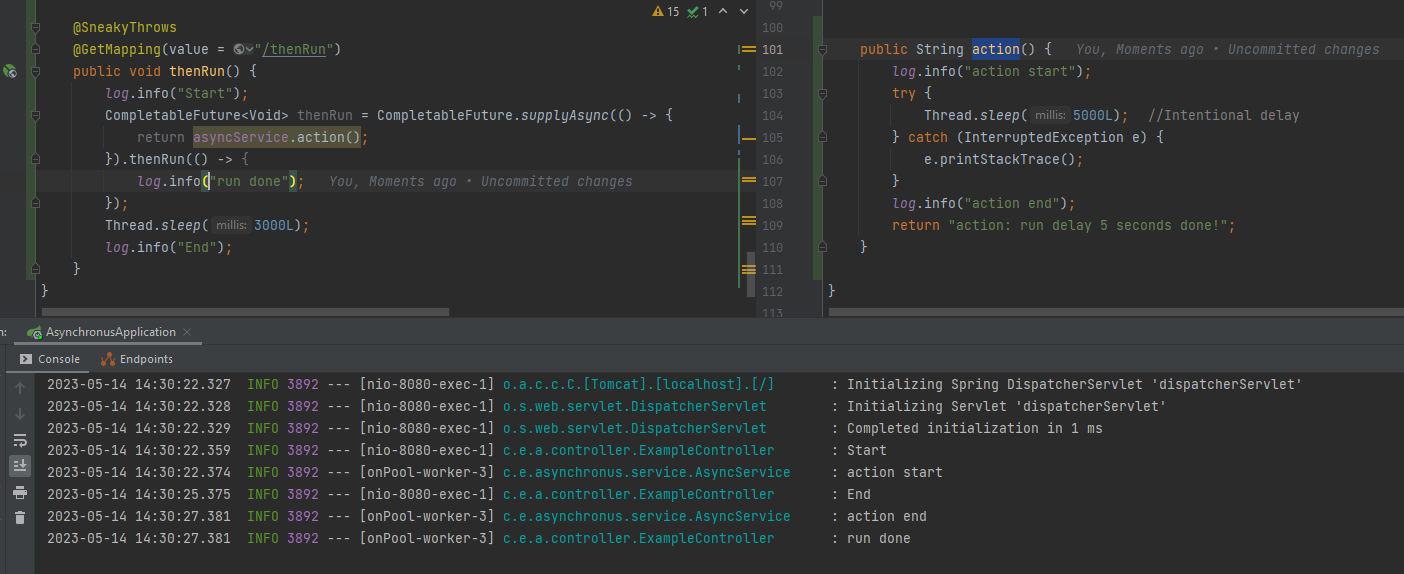 15 1
@SneakyThrows
@GetMapping(value = "/thenRun")
public void thenRun() {
log.info("Start");
CompletableFuture<Void> thenRun = CompletableFuture.supplyAsync(() -> {
return asyncService.action();
}).thenRun(() -> {
log.info("run done"); You, Moments ago • Uncommitted changes
});
Thread.sleep( millis: 3000L);
log.info("End");
}
}
99
100
101 public String action() { You, Moments ago • Uncommitted changes
102 log.info("action start");
103 try {
104 Thread.sleep( millis: 5000L); //Intentional delay
105 } catch (InterruptedException e) {
106 e.printStackTrace();
107 }
108 log.info("action end");
109 return "action: run delay 5 seconds done!";
110 }
111
112 }
113
n: AsynchronusApplication
Console Endpoints
2023-05-14 14:30:22.327 INFO 3892 --- [nio-8080-exec-1] o.a.c.c.C.[Tomcat].[localhost].[/] : Initializing Spring DispatcherServlet 'dispatcherServlet'
2023-05-14 14:30:22.328 INFO 3892 --- [nio-8080-exec-1] o.s.web.servlet.DispatcherServlet : Initializing Servlet 'dispatcherServlet'
2023-05-14 14:30:22.329 INFO 3892 --- [nio-8080-exec-1] o.s.web.servlet.DispatcherServlet : Completed initialization in 1 ms
2023-05-14 14:30:22.359 INFO 3892 --- [nio-8080-exec-1] c.e.a.controller.ExampleController : Start
2023-05-14 14:30:22.374 INFO 3892 --- [onPool-worker-3] c.e.asynchronus.service.AsyncService : action start
2023-05-14 14:30:25.375 INFO 3892 --- [nio-8080-exec-1] c.e.a.controller.ExampleController : End
2023-05-14 14:30:27.381 INFO 3892 --- [onPool-worker-3] c.e.asynchronus.service.AsyncService : action end
2023-05-14 14:30:27.381 INFO 3892 --- [onPool-worker-3] c.e.a.controller.ExampleController : run done